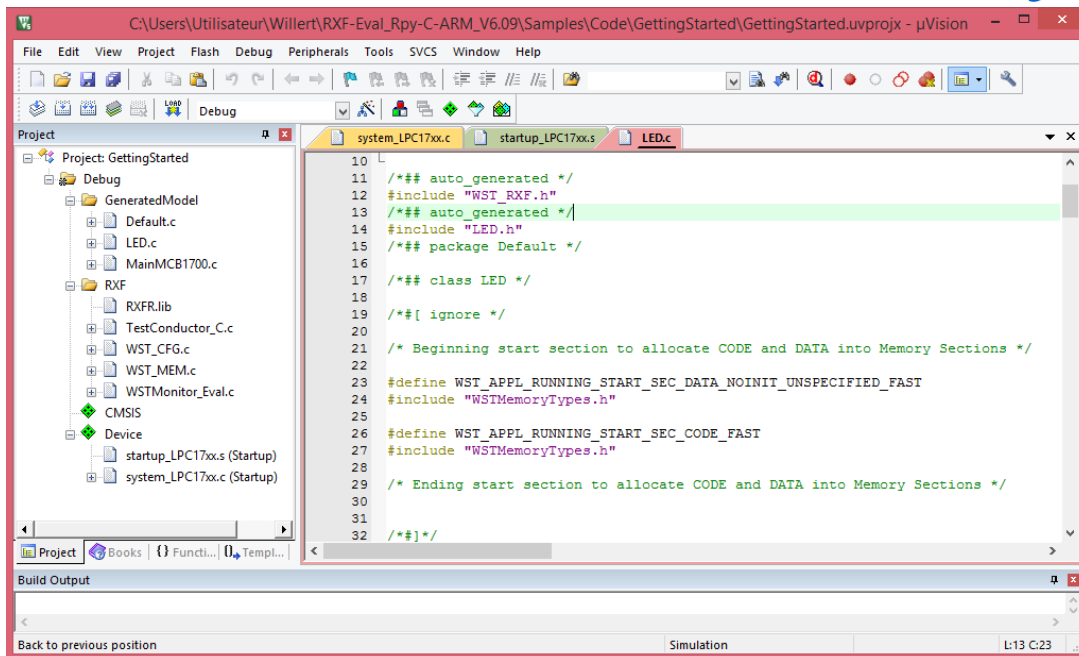 C:\Users\Utilisateur\Willert\RXF-Eval_Rpy-C-ARM_V6.09\Samples\Code\GettingStarted\GettingStarted.uvprojx - µVision
File Edit View Project Flash Debug Peripherals Tools SVCS Window Help
LOAD Debug
Project
Project: GettingStarted
Debug
GeneratedModel
Default.c
LED.c
MainMCB1700.c
RXF
RXFR.lib
TestConductor_C.c
WST_CFG.c
WST_MEM.c
WSTMonitor_Eval.c
CMSIS
Device
startup_LPC17xx.s (Startup)
system_LPC17xx.c (Startup)
Project Books {} Functi... 0 Templ...
system_LPC17xx.c startup_LPC17xx.s LED.c
10
11 /*## auto_generated */
12 #include "WST_RXF.h"
13 /*## auto_generated */
14 #include "LED.h"
15 /*## package Default */
16
17 /*## class LED */
18
19 /*#[ ignore */
20
21 /* Beginning start section to allocate CODE and DATA into Memory Sections */
22
23 #define WST_APPL_RUNNING_START_SEC_DATA_NOINIT_UNSPECIFIED_FAST
24 #include "WSTMemoryTypes.h"
25
26 #define WST_APPL_RUNNING_START_SEC_CODE_FAST
27 #include "WSTMemoryTypes.h"
28
29 /* Ending start section to allocate CODE and DATA into Memory Sections */
30
31
32 /*#]*/
Build Output
Back to previous position Simulation L:13 C:23